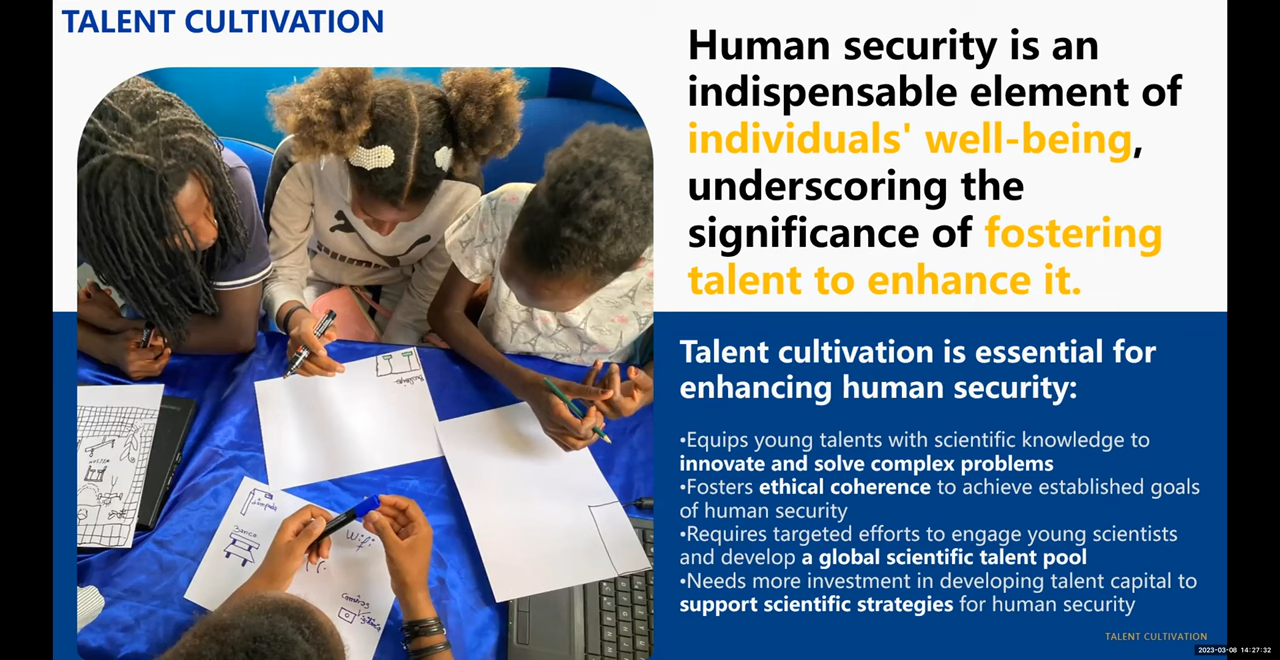 TALENT CULTIVATION
Human security is an
indispensable element of
individuals' well-being,
underscoring the
significance of fostering
talent to enhance it.
Talent cultivation is essential for
enhancing human security:
•Equips young talents with scientific knowledge to
innovate and solve complex problems
•Fosters ethical coherence to achieve established goals
of human security
•Requires targeted efforts to engage young scientists
and develop a global scientific talent pool
•Needs more investment in developing talent capital to
support scientific strategies for human security
PUMA
Banco
Wifi
TALENT CULTIVATION
2023-03-08 14:27:32